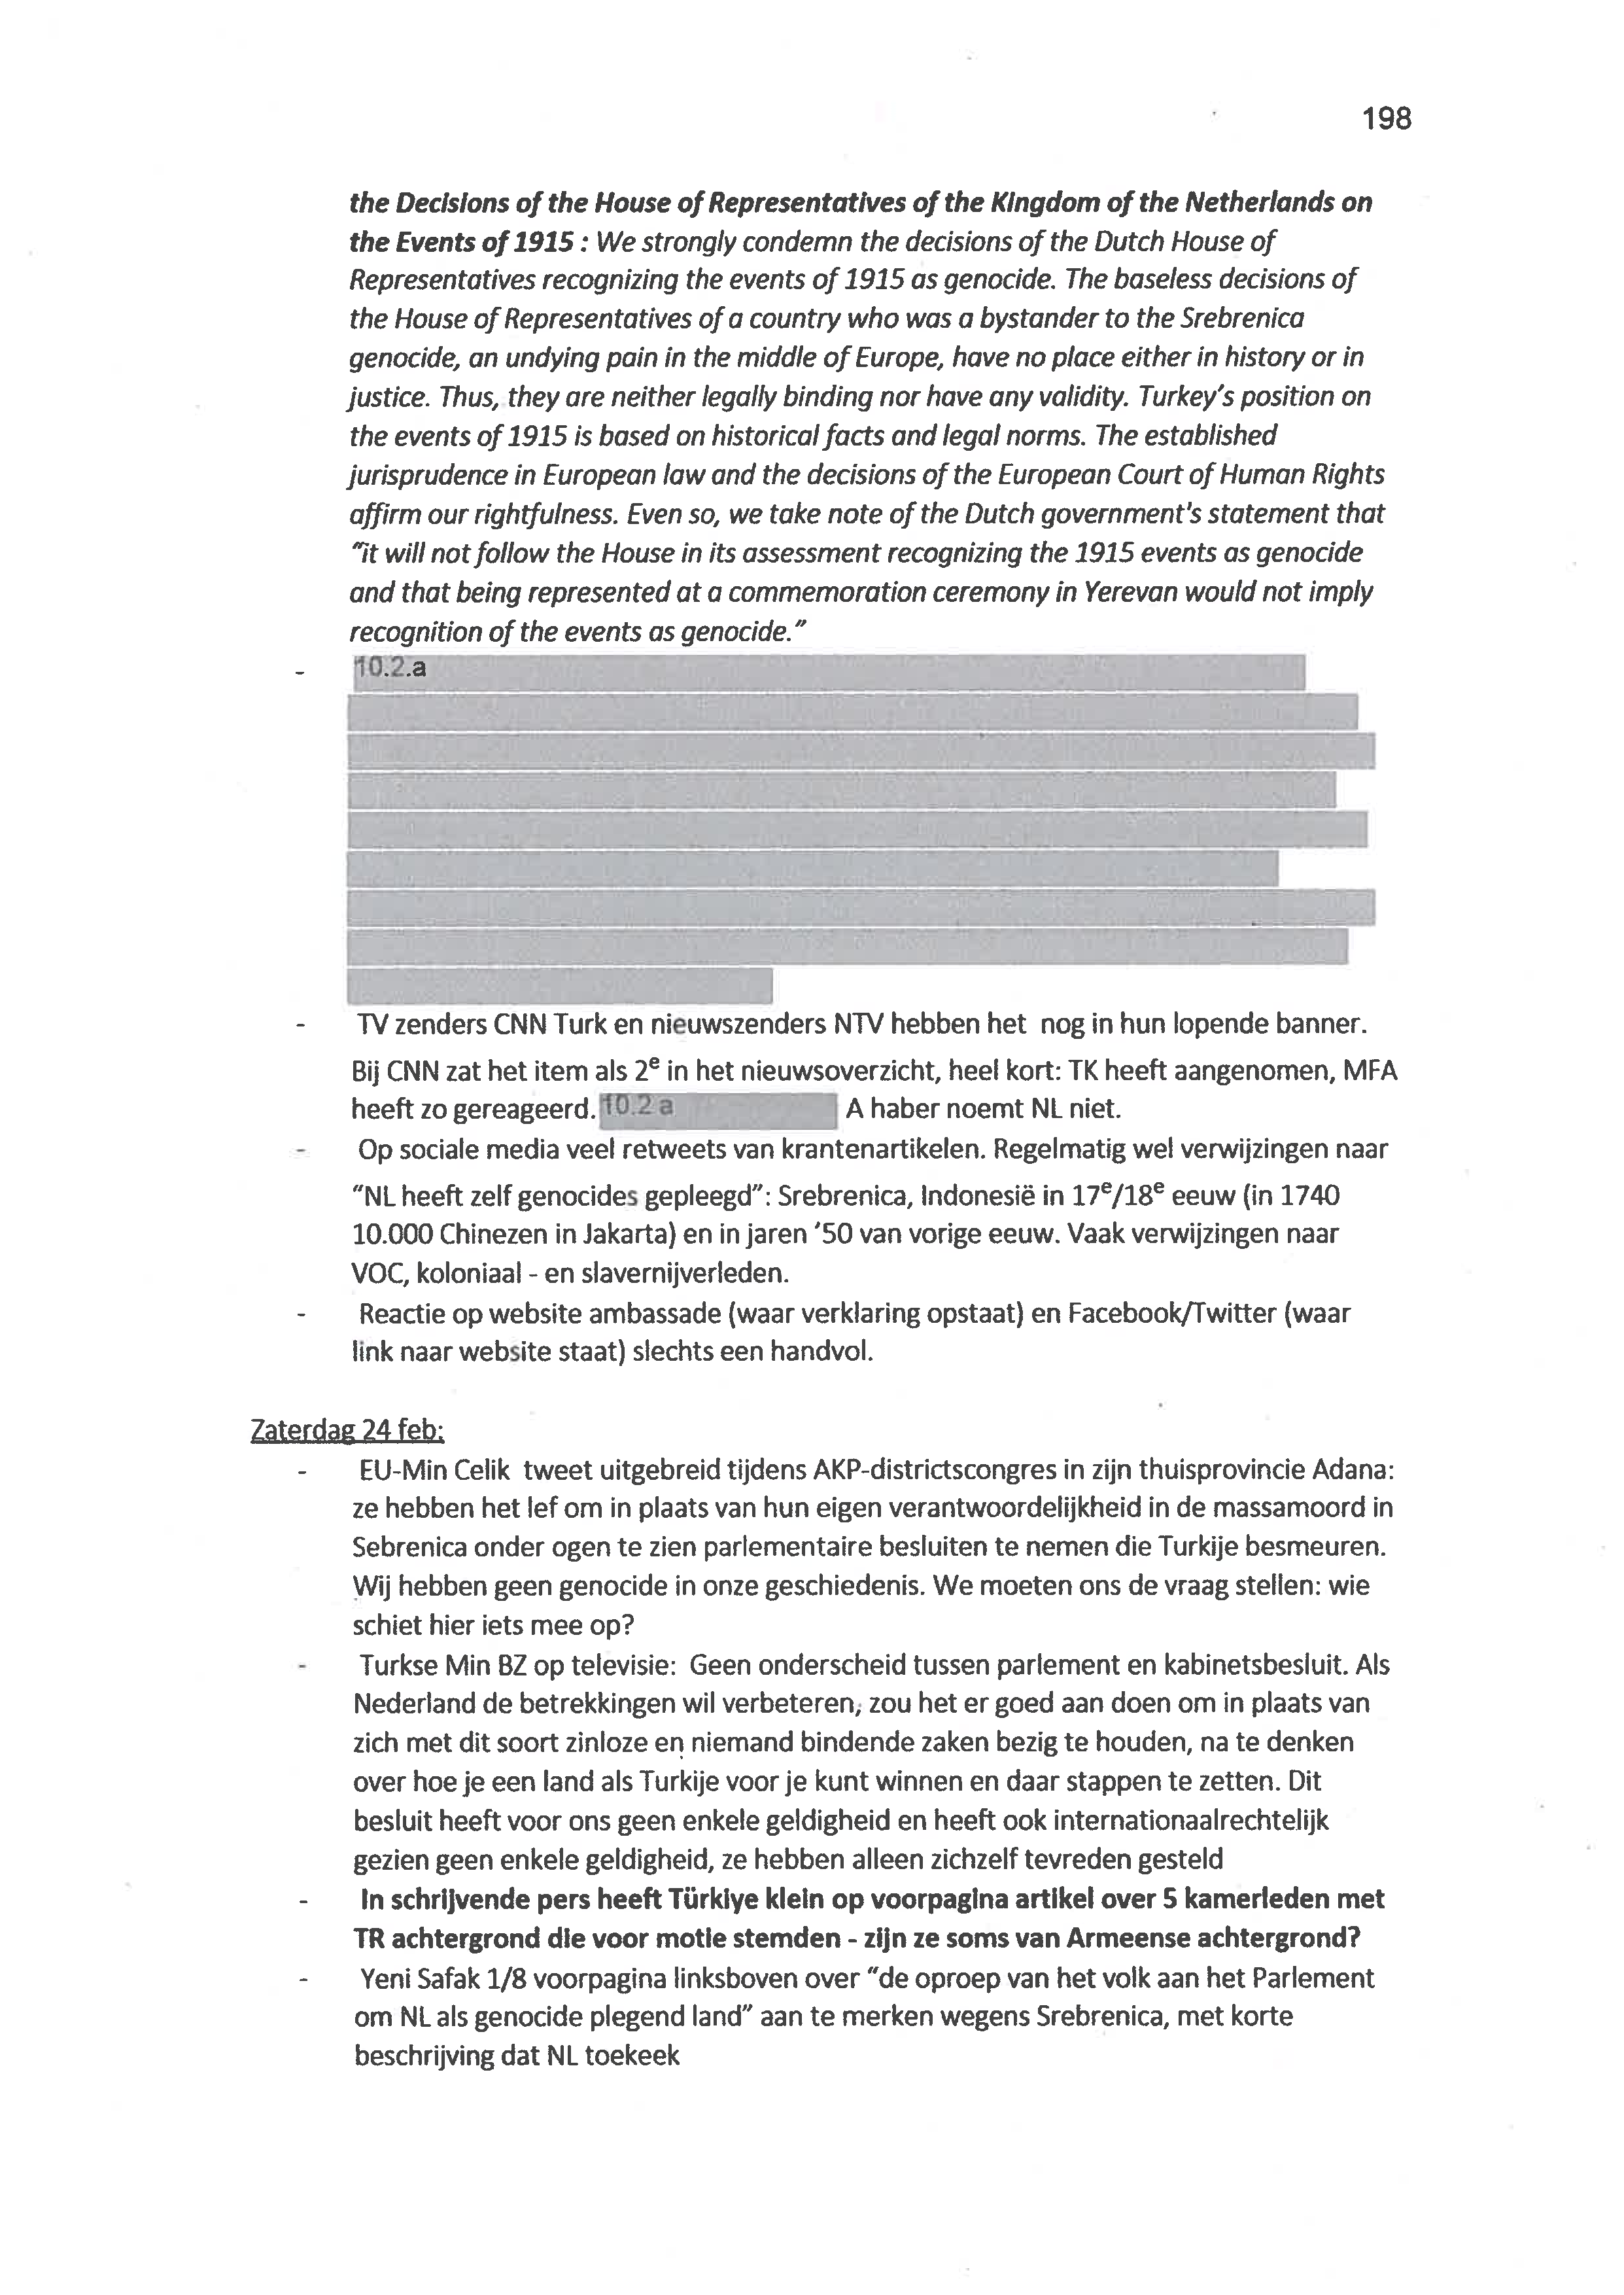 198
the Decisions of the House of Representatives of the Kingdom of the Netherlands on
the Events of 1915 : We strongly condemn the decisions of the Dutch House of
Representatives recognizing the events of 1915 as genocide. The baseless decisions of
the House of Representatives of a country who was a bystander to the Srebrenica
genocide, an undying pain in the middle of Europe, have no place either in history or in
justice. Thus, they are neither legally binding nor have any validity. Turkey's position on
the events of 1915 is based on historical facts and legal norms. The established
jurisprudence in European law and the decisions of the European Court of Human Rights
affirm our rightfulness. Even so, we take note of the Dutch government's statement that
"it will not follow the House in its assessment recognizing the 1915 events as genocide
and that being represented at a commemoration ceremony in Yerevan would not imply
recognition of the events as genocide."
- 10.2.a
- TV zenders CNN Turk en nieuwszenders NTV hebben het nog in hun lopende banner.
Bij CNN zat het item als 2e in het nieuwsoverzicht, heel kort: TK heeft aangenomen, MFA
heeft zo gereageerd. 10.2 a A haber noemt NL niet.
- Op sociale media veel retweets van krantenartikelen. Regelmatig wel verwijzingen naar
"NL heeft zelf genocides gepleegd": Srebrenica, Indonesië in 17e/18e eeuw (in 1740
10.000 Chinezen in Jakarta) en in jaren '50 van vorige eeuw. Vaak verwijzingen naar
VOC, koloniaal - en slavernijverleden.
- Reactie op website ambassade (waar verklaring opstaat) en Facebook/Twitter (waar
link naar website staat) slechts een handvol.
Zaterdag 24 feb:
- EU-Min Celik tweet uitgebreid tijdens AKP-districtscongres in zijn thuisprovincie Adana:
ze hebben het lef om in plaats van hun eigen verantwoordelijkheid in de massamoord in
Sebrenica onder ogen te zien parlementaire besluiten te nemen die Turkije besmeuren.
Wij hebben geen genocide in onze geschiedenis. We moeten ons de vraag stellen: wie
schiet hier iets mee op?
- Turkse Min BZ op televisie: Geen onderscheid tussen parlement en kabinetsbesluit. Als
Nederland de betrekkingen wil verbeteren, zou het er goed aan doen om in plaats van
zich met dit soort zinloze en niemand bindende zaken bezig te houden, na te denken
over hoe je een land als Turkije voor je kunt winnen en daar stappen te zetten. Dit
besluit heeft voor ons geen enkele geldigheid en heeft ook internationaalrechtelijk
gezien geen enkele geldigheid, ze hebben alleen zichzelf tevreden gesteld
- In schrijvende pers heeft Türkiye klein op voorpagina artikel over 5 kamerleden met
TR achtergrond die voor motie stemden - zijn ze soms van Armeense achtergrond?
- Yeni Safak 1/8 voorpagina linksboven over "de oproep van het volk aan het Parlement
om NL als genocide plegend land" aan te merken wegens Srebrenica, met korte
beschrijving dat NL toekeek